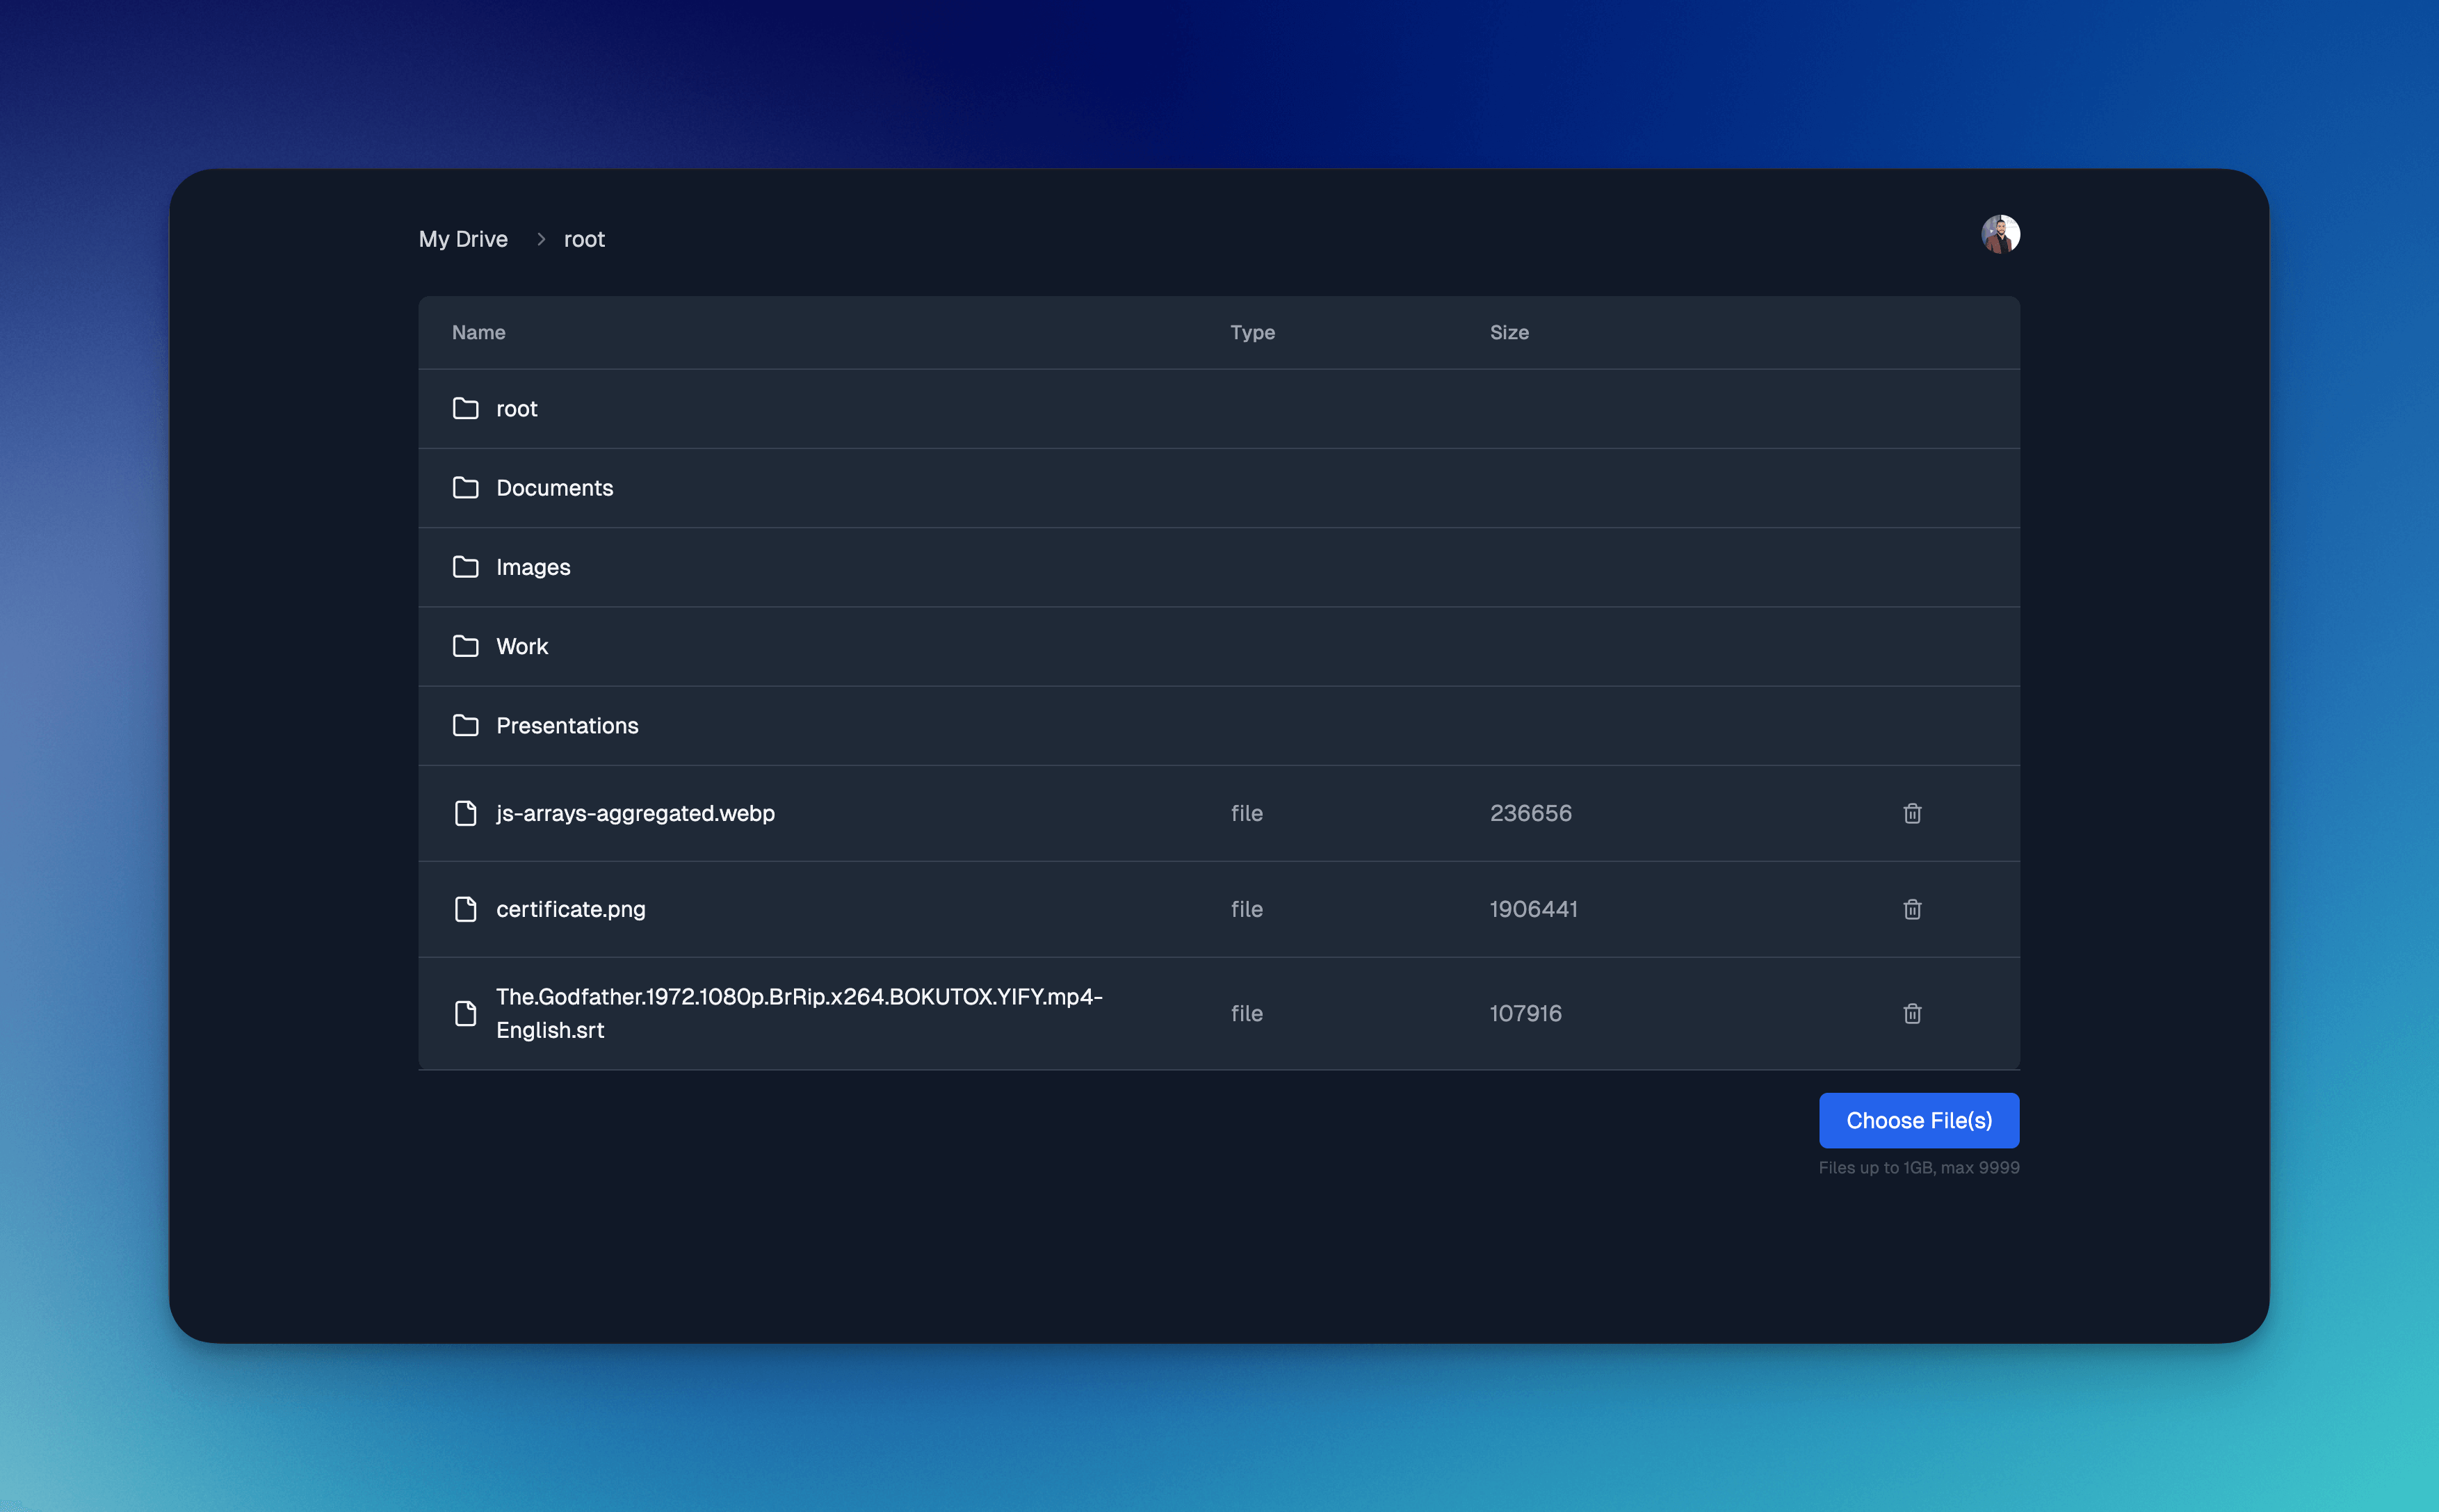 My Drive > root
Name Type Size
root
Documents
Images
Work
Presentations
js-arrays-aggregated.webp file 236656
certificate.png file 1906441
The.Godfather.1972.1080p.BrRip.x264.BOKUTOX.YIFY.mp4-
English.srt file 107916
Choose File(s)
Files up to 1GB, max 9999